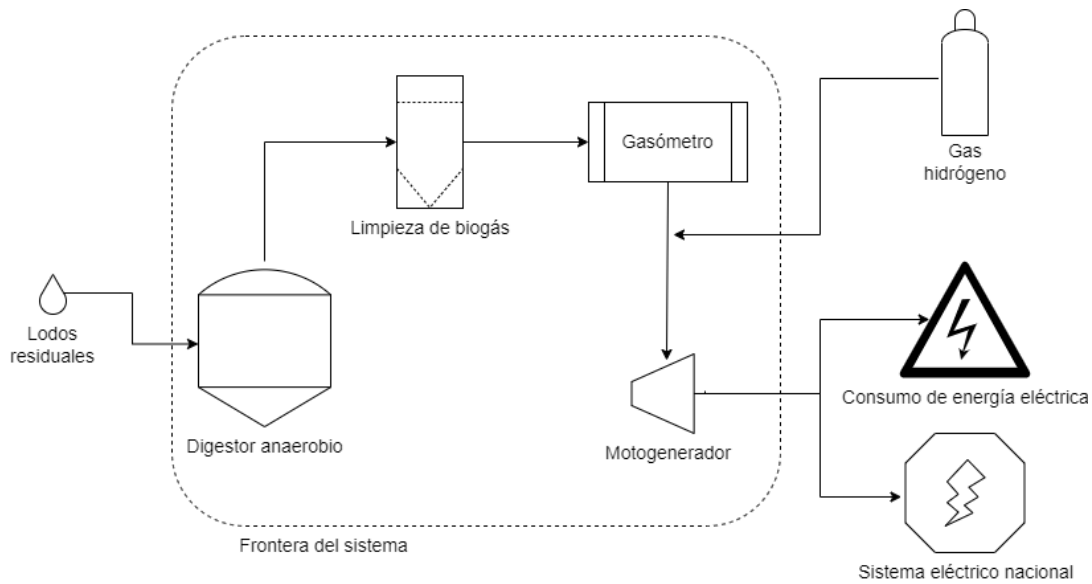 Gasómetro
Gas
hidrógeno
Limpieza de biogás
Lodos
residuales
Consumo de energía eléctrica
Digestor anaerobio
Motogenerador
Frontera del sistema
Sistema eléctrico nacional